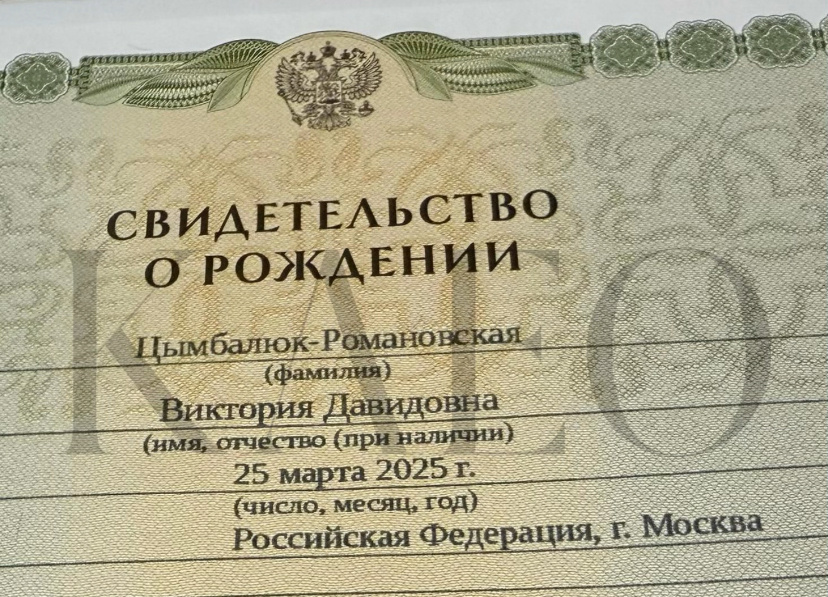 СВИДЕТЕЛЬСТВО
О РОЖДЕНИИ
КЛЕО
Цымбалюк-Романовская
(фамилия)
Виктория Давидовна
(имя, отчество (при наличии)
25 марта 2025 г.
(число, месяц, год)
Российская Федерация, г. Москва